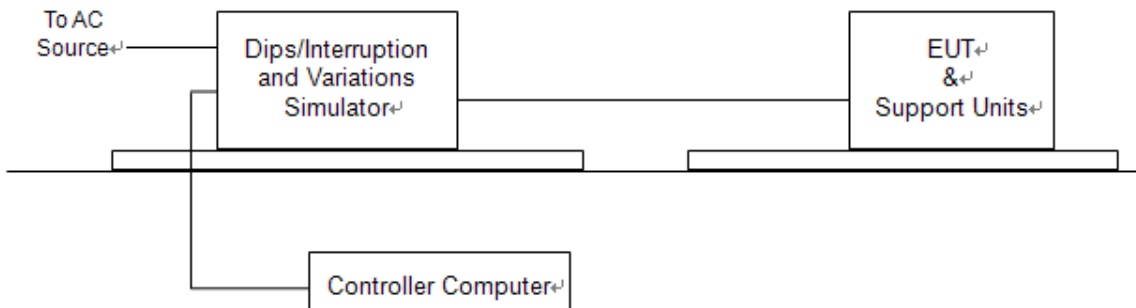 To AC
Source↵
Dips/Interruption
and Variations
Simulator↵
EUT↵
&↵
Support Units↵
Controller Computer↵